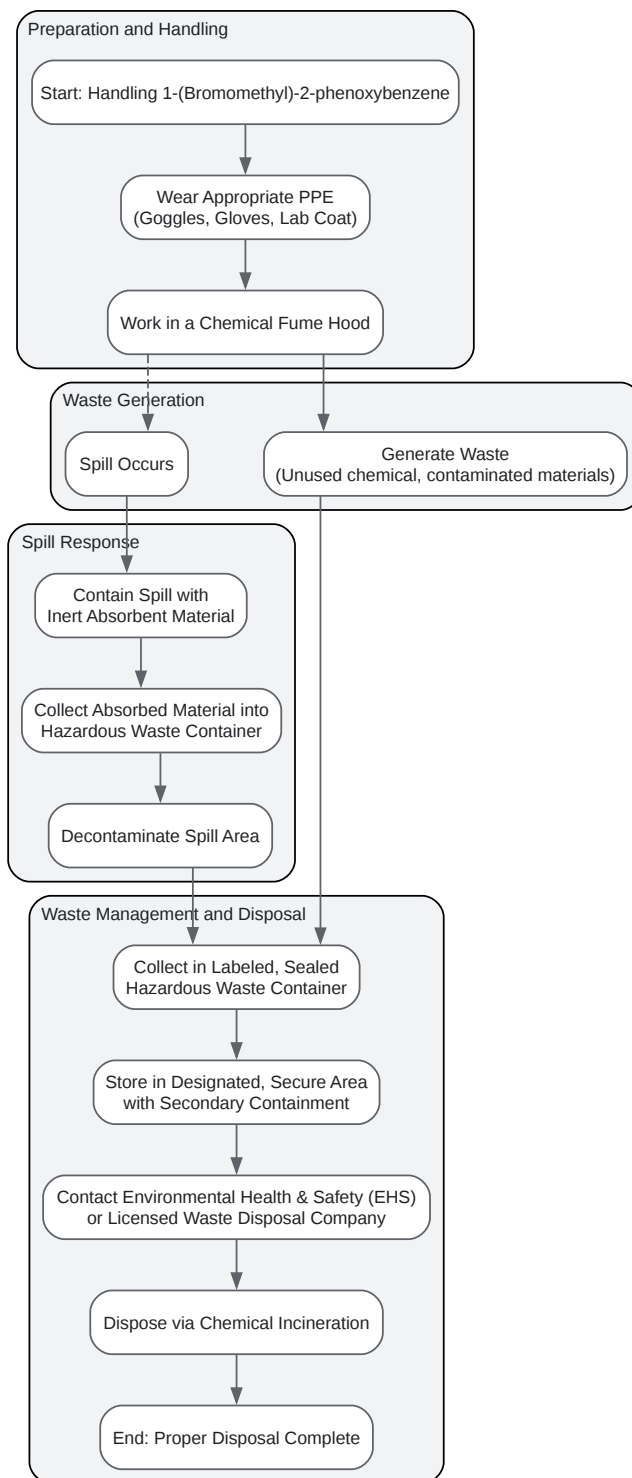 Preparation and Handling
Start: Handling 1-(Bromomethyl)-2-phenoxybenzene
Wear Appropriate PPE
(Goggles, Gloves, Lab Coat)
Work in a Chemical Fume Hood
Waste Generation
Spill Occurs
Generate Waste
(Unused chemical, contaminated materials)
Spill Response
Contain Spill with
Inert Absorbent Material
Collect Absorbed Material into
Hazardous Waste Container
Decontaminate Spill Area
Waste Management and Disposal
Collect in Labeled, Sealed
Hazardous Waste Container
Store in Designated, Secure Area
with Secondary Containment
Contact Environmental Health & Safety (EHS)
or Licensed Waste Disposal Company
Dispose via Chemical Incineration
End: Proper Disposal Complete